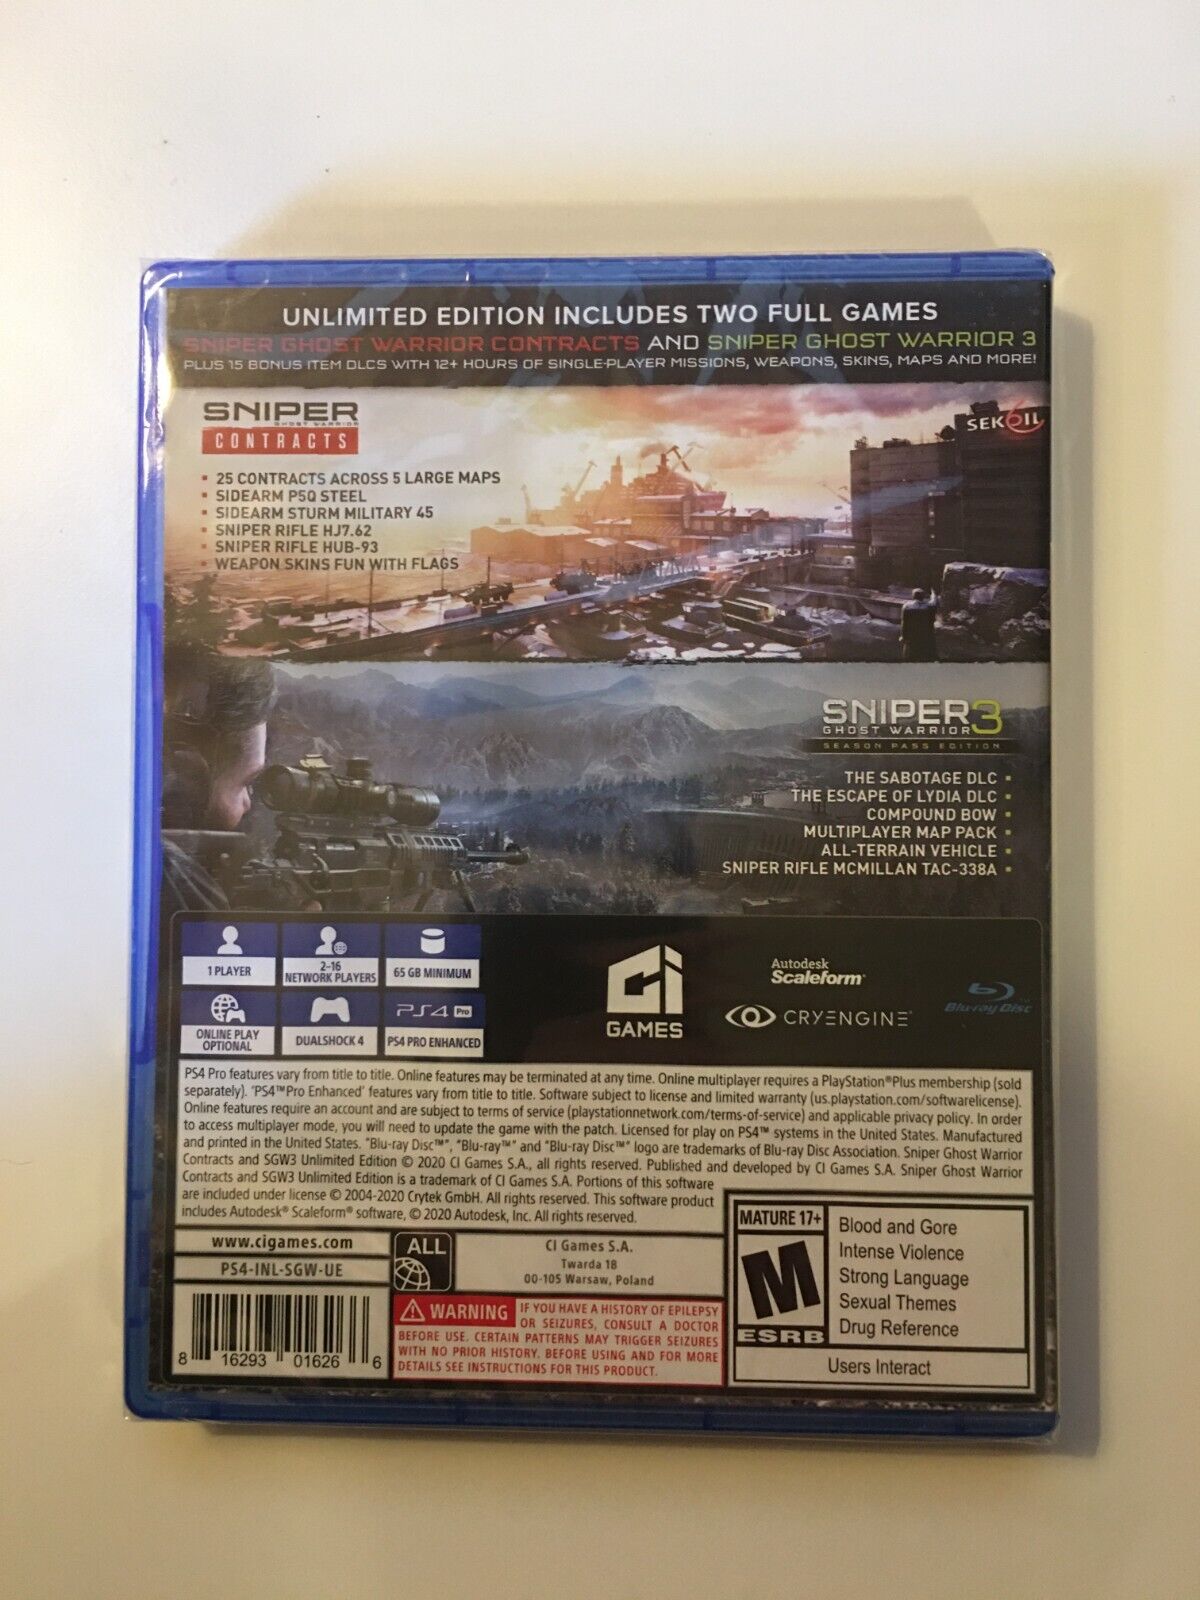 UNLIMITED EDITION INCLUDES TWO FULL GAMES
SNIPER GHOST WARRIOR CONTRACTS AND SNIPER GHOST WARRIOR 3
PLUS 15 BONUS ITEM DLCS WITH 12+ HOURS OF SINGLE-PLAYER MISSIONS, WEAPONS, SKINS, MAPS AND MORE!
SNIPER
GHOST WARRIOR
CONTRACTS
SEKOIL
▪ 25 CONTRACTS ACROSS 5 LARGE MAPS
▪ SIDEARM P5Q STEEL
▪ SIDEARM STURM MILITARY 45
▪ SNIPER RIFLE HJ7.62
▪ SNIPER RIFLE HUB-93
▪ WEAPON SKINS FUN WITH FLAGS
SNIPER 3
GHOST WARRIOR
SEASON PASS EDITION
THE SABOTAGE DLC ▪
THE ESCAPE OF LYDIA DLC ▪
COMPOUND BOW ▪
MULTIPLAYER MAP PACK ▪
ALL-TERRAIN VEHICLE ▪
SNIPER RIFLE MCMILLAN TAC-338A ▪
1 PLAYER
2-16
NETWORK PLAYERS
65 GB MINIMUM
ONLINE PLAY
OPTIONAL
DUALSHOCK 4
PS4 Pro
PS4 PRO ENHANCED
Ci
GAMES
Autodesk
Scaleform®
CRYENGINE®
Blu-ray Disc™
PS4 Pro features vary from title to title. Online features may be terminated at any time. Online multiplayer requires a PlayStation®Plus membership (sold
separately). 'PS4™Pro Enhanced' features vary from title to title. Software subject to license and limited warranty (us.playstation.com/softwarelicense).
Online features require an account and are subject to terms of service (playstationnetwork.com/terms-of-service) and applicable privacy policy. In order
to access multiplayer mode, you will need to update the game with the patch. Licensed for play on PS4™ systems in the United States. Manufactured
and printed in the United States. "Blu-ray Disc™", "Blu-ray™" and "Blu-ray Disc™" logo are trademarks of Blu-ray Disc Association. Sniper Ghost Warrior
Contracts and SGW3 Unlimited Edition © 2020 CI Games S.A., all rights reserved. Published and developed by CI Games S.A. Sniper Ghost Warrior
Contracts and SGW3 Unlimited Edition is a trademark of CI Games S.A. Portions of this software
are included under license © 2004-2020 Crytek GmbH. All rights reserved. This software product
includes Autodesk® Scaleform® software, © 2020 Autodesk, Inc. All rights reserved.
www.cigames.com
PS4-INL-SGW-UE
ALL
CI Games S.A.
Twarda 18
00-105 Warsaw, Poland
8 16293 01626 6
WARNING IF YOU HAVE A HISTORY OF EPILEPSY
OR SEIZURES, CONSULT A DOCTOR
BEFORE USE. CERTAIN PATTERNS MAY TRIGGER SEIZURES
WITH NO PRIOR HISTORY. BEFORE USING AND FOR MORE
DETAILS SEE INSTRUCTIONS FOR THIS PRODUCT.
MATURE 17+
M
ESRB
Blood and Gore
Intense Violence
Strong Language
Sexual Themes
Drug Reference
Users Interact